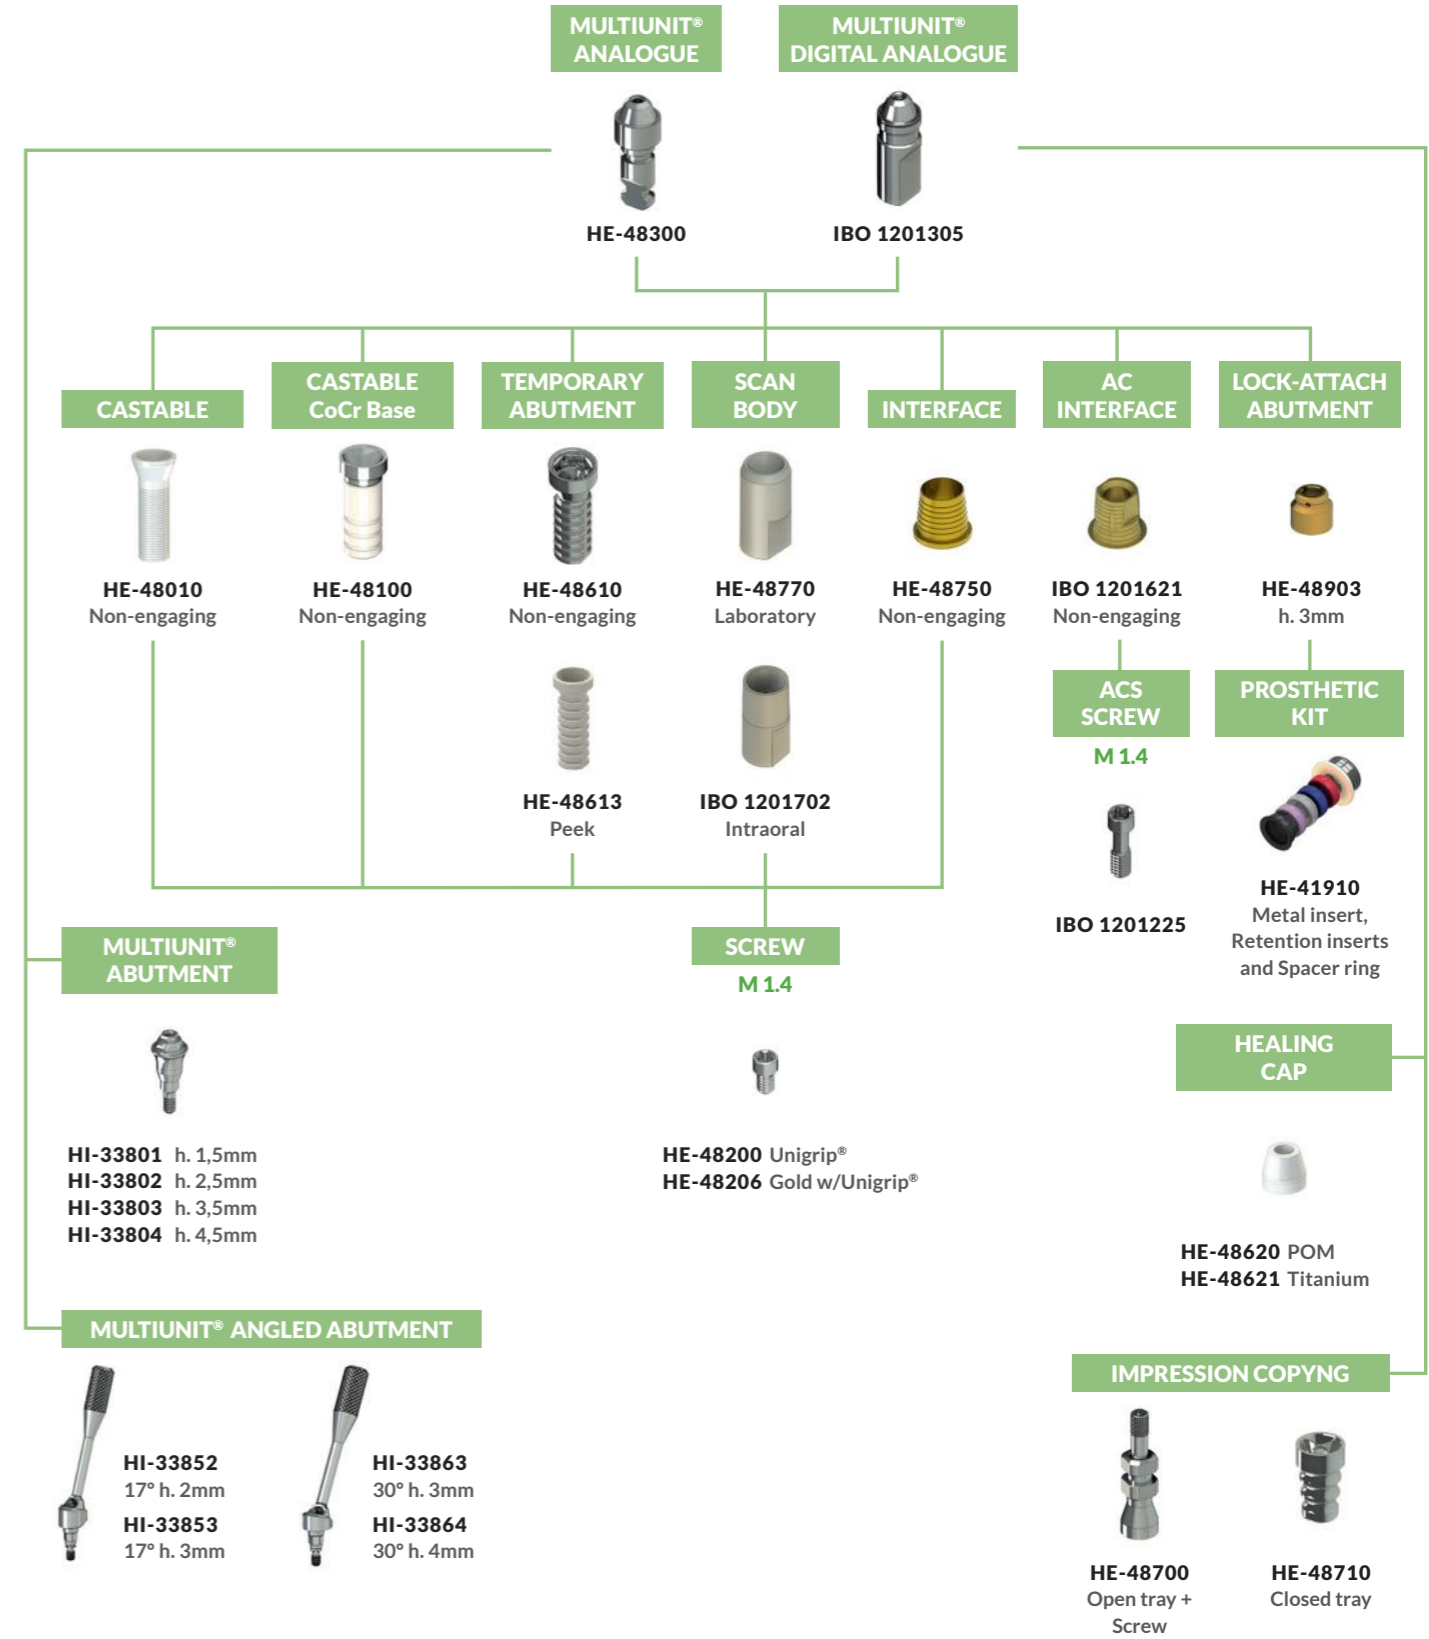 MULTIUNIT®
ANALOGUE
MULTIUNIT®
DIGITAL ANALOGUE
HE-48300
IBO 1201305
CASTABLE
CASTABLE
CoCr Base
TEMPORARY
ABUTMENT
SCAN
BODY
INTERFACE
AC
INTERFACE
LOCK-ATTACH
ABUTMENT
HE-48010
Non-engaging
HE-48100
Non-engaging
HE-48610
Non-engaging
HE-48770
Laboratory
HE-48750
Non-engaging
IBO 1201621
Non-engaging
HE-48903
h. 3mm
HE-48613
Peek
IBO 1201702
Intraoral
ACS
SCREW
M 1.4
IBO 1201225
PROSTHETIC
KIT
HE-41910
Metal insert,
Retention inserts
and Spacer ring
MULTIUNIT®
ABUTMENT
HI-33801 h. 1,5mm
HI-33802 h. 2,5mm
HI-33803 h. 3,5mm
HI-33804 h. 4,5mm
SCREW
M 1.4
HE-48200 Unigrip®
HE-48206 Gold w/Unigrip®
HEALING
CAP
HE-48620 POM
HE-48621 Titanium
MULTIUNIT® ANGLED ABUTMENT
HI-33852
17° h. 2mm
HI-33853
17° h. 3mm
HI-33863
30° h. 3mm
HI-33864
30° h. 4mm
IMPRESSION COPYNG
HE-48700
Open tray +
Screw
HE-48710
Closed tray